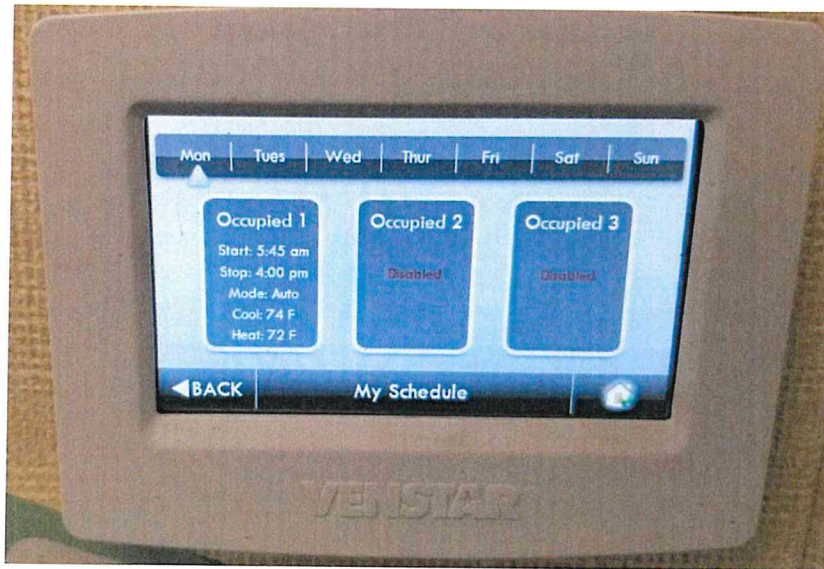 Mon Tues Wed Thur Fri Sat Sun
Occupied 1
Start: 5:45 am
Stop: 4:00 pm
Mode: Auto
Cool: 74 F
Heat: 72 F
Occupied 2
Disabled
Occupied 3
Disabled
BACK My Schedule
VENSTAR